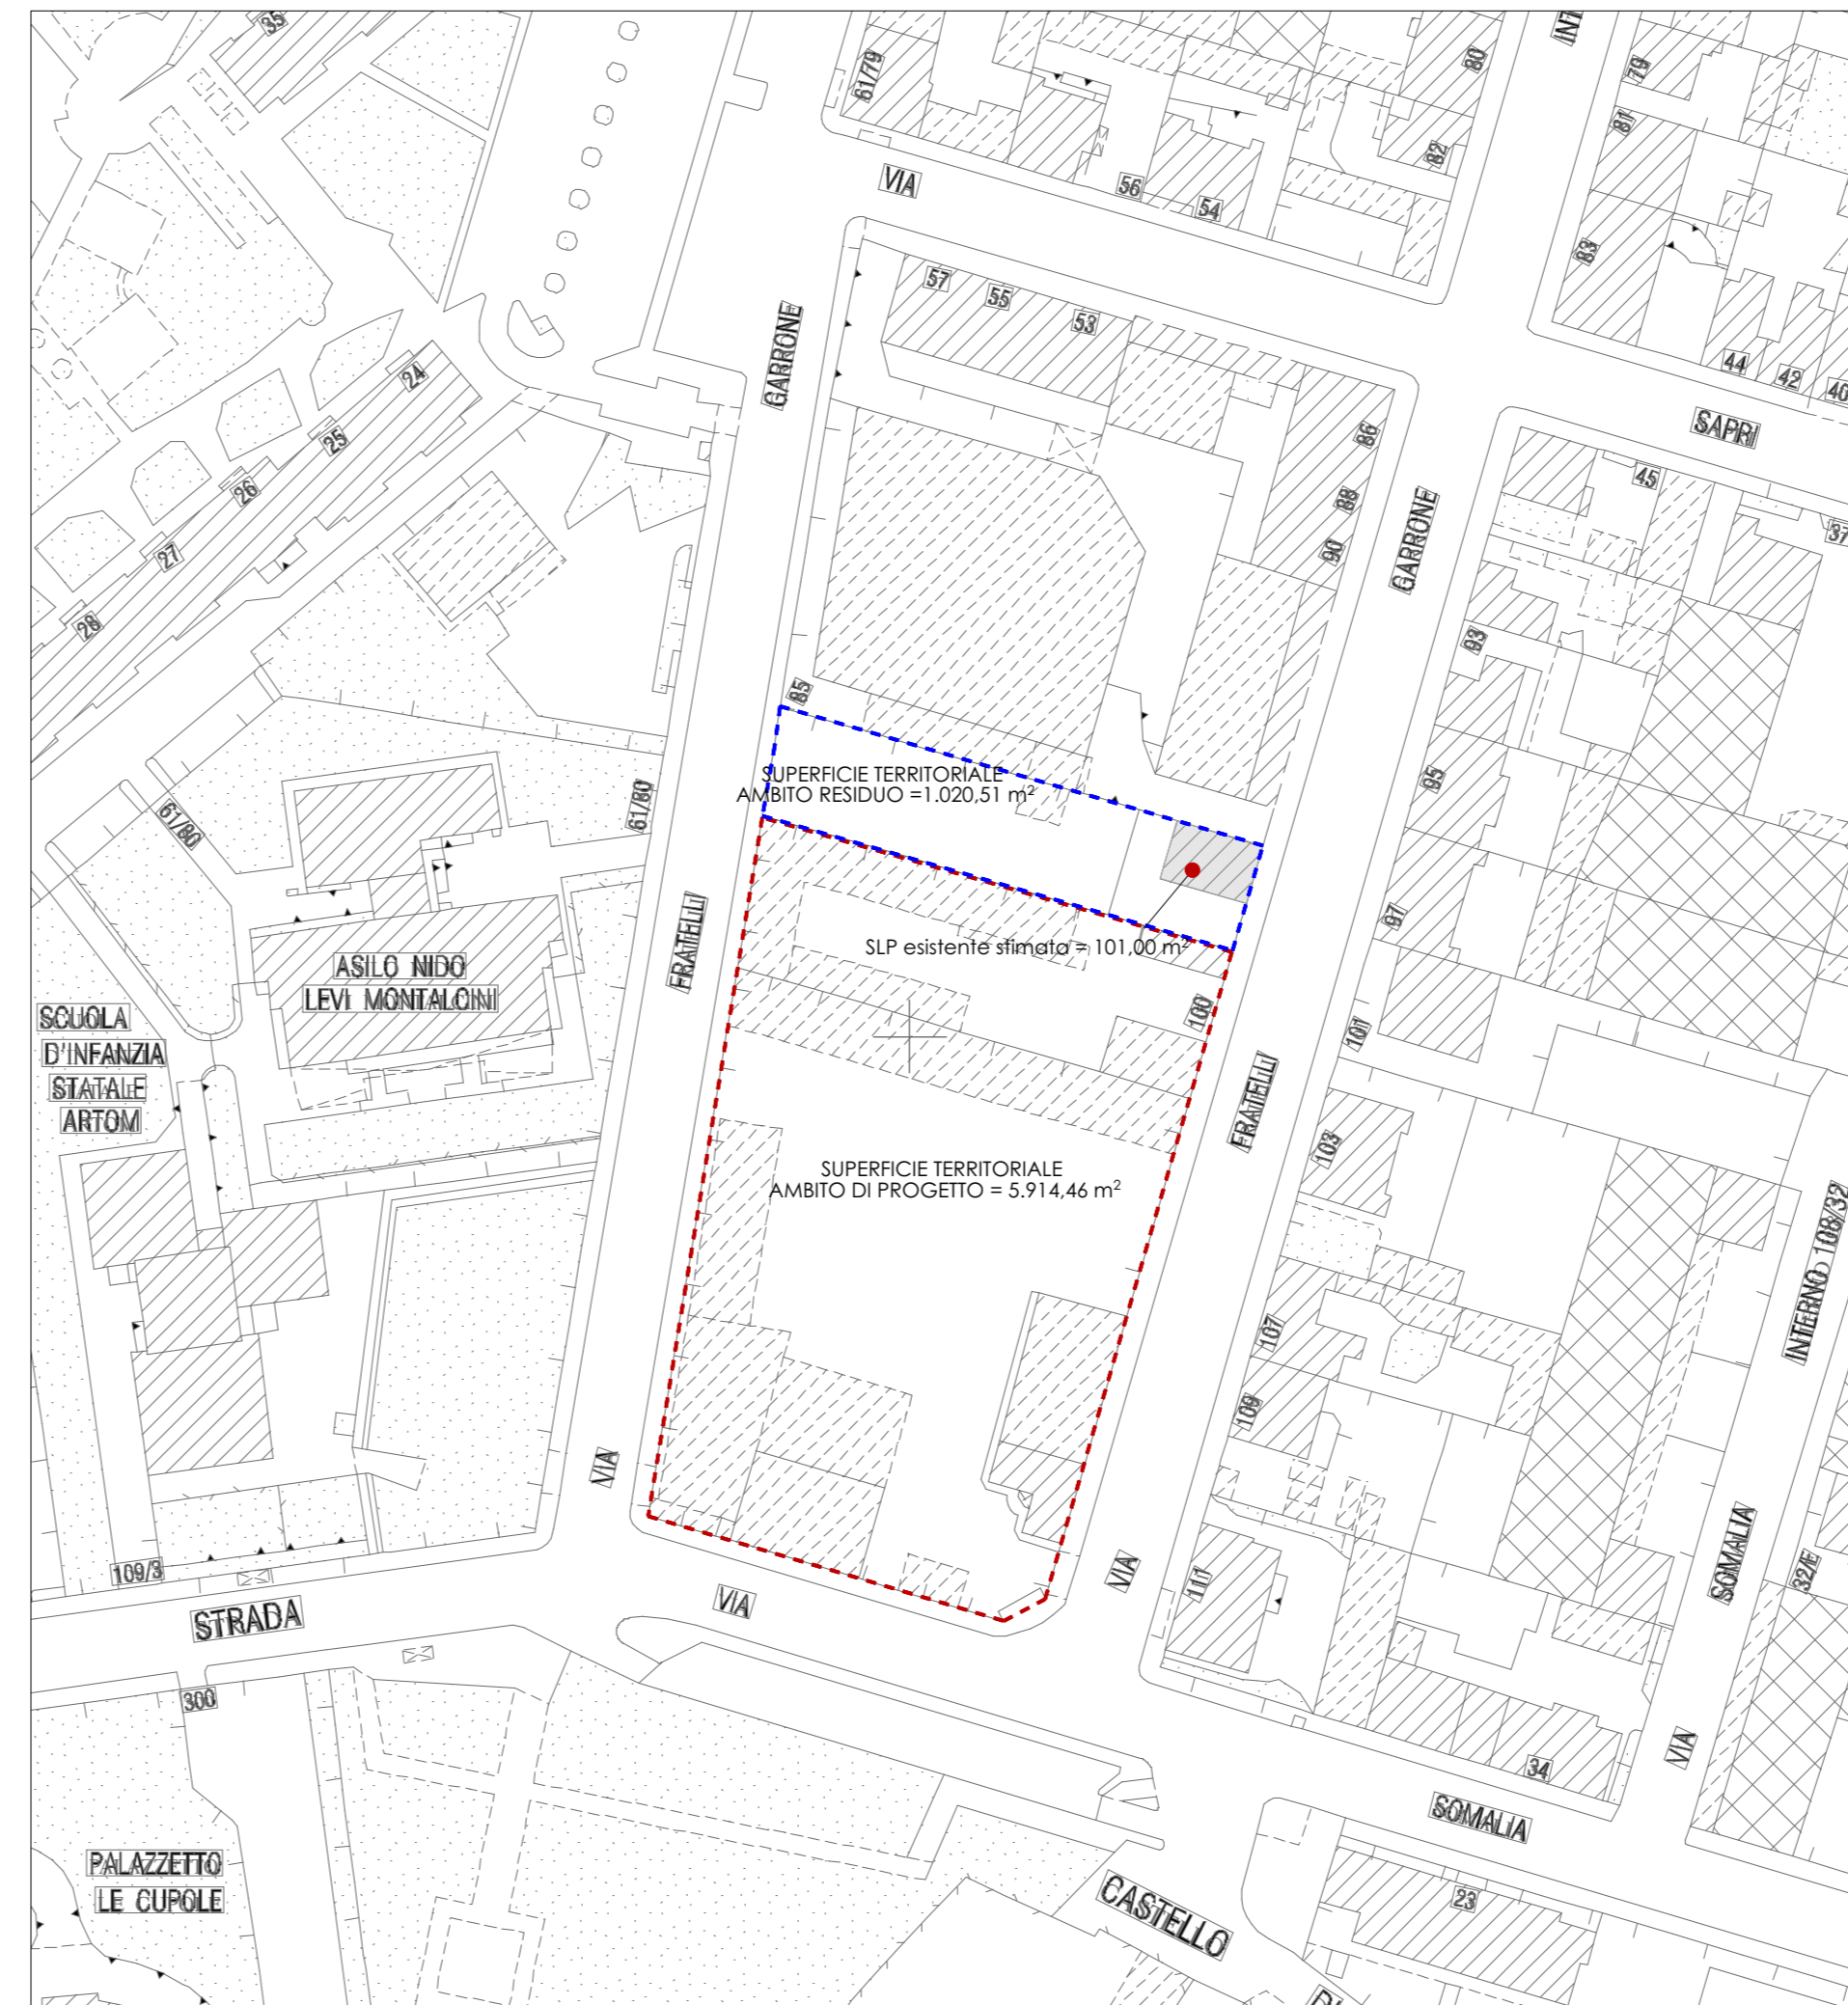 35
61/79
80
INT
79
81
82
VIA
56
54
83
57
55
53
GARRONE
44
42
40
24
86
SAPRI
25
45
26
88
37
27
90
GARRONE
28
93
85
SUPERFICIE TERRITORIALE
AMBITO RESIDUO =1.020,51 m²
95
61/80
61/80
97
FRATELLI
SLP esistente stimata = 101,00 m²
ASILO NIDO
LEVI MONTALCINI
100
101
SCUOLA
D'INFANZIA
STATALE
ARTOM
FRATELLI
103
SUPERFICIE TERRITORIALE
AMBITO DI PROGETTO = 5.914,46 m²
INTERNO 108/32
107
109
VIA
SOMALIA
109/3
VIA
VIA
111
32/E
STRADA
300
VIA
34
SOMALIA
PALAZZETTO
LE CUPOLE
23
CASTELLO